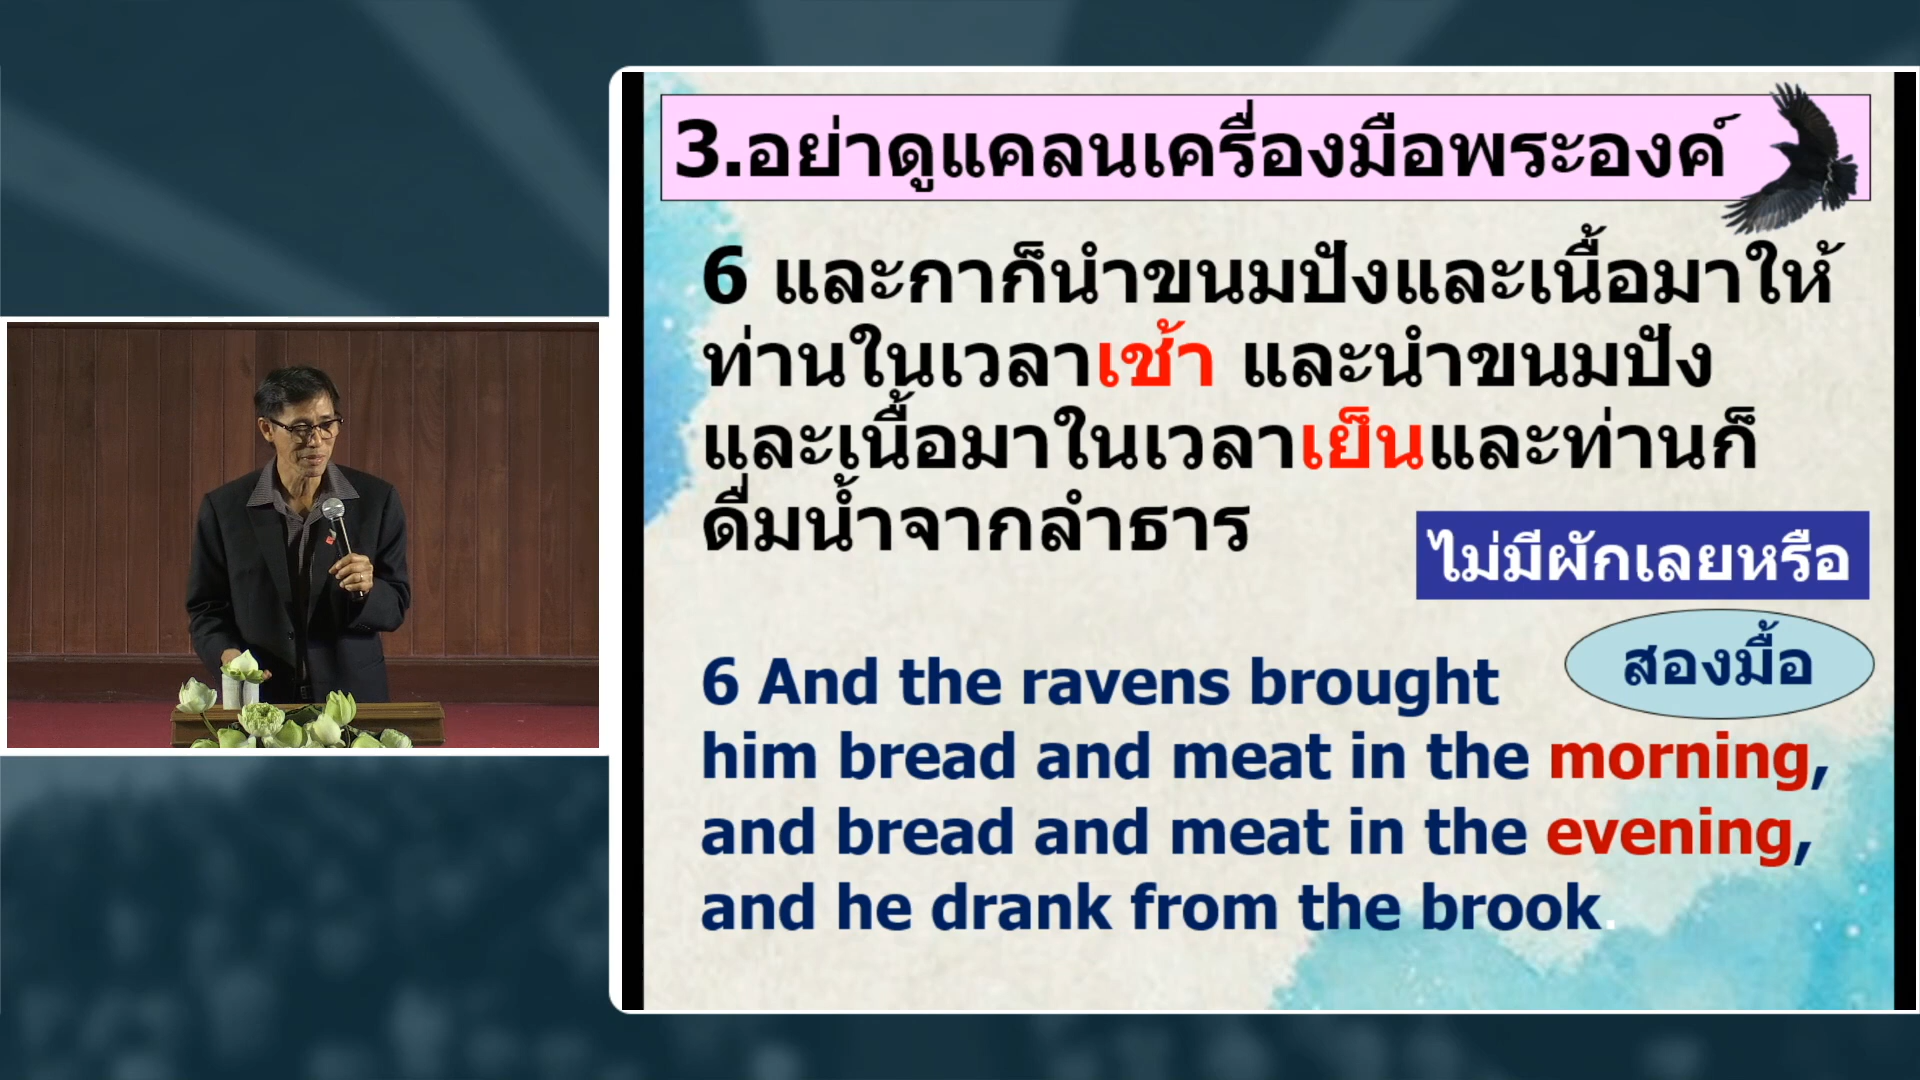 3.อย่าดูแคลนเครื่องมือพระองค์
6 และกาก็นำขนมปังและเนื้อมาให้
ท่านในเวลาเช้า และนำขนมปัง
และเนื้อมาในเวลาเย็นและท่านก็
ดื่มน้ำจากลำธาร
ไม่มีผักเลยหรือ
สองมื้อ
6 And the ravens brought
him bread and meat in the morning,
and bread and meat in the evening,
and he drank from the brook.